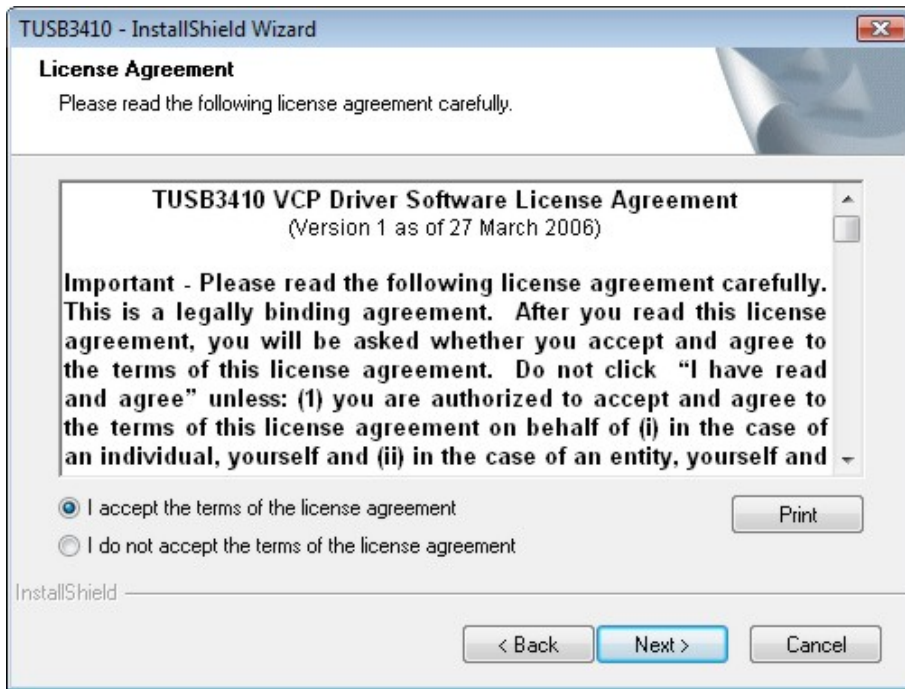 TUSB3410 - InstallShield Wizard
License Agreement
Please read the following license agreement carefully.
TUSB3410 VCP Driver Software License Agreement
(Version 1 as of 27 March 2006)
Important - Please read the following license agreement carefully.
This is a legally binding agreement. After you read this license
agreement, you will be asked whether you accept and agree to
the terms of this license agreement. Do not click “I have read
and agree” unless: (1) you are authorized to accept and agree to
the terms of this license agreement on behalf of (i) in the case of
an individual, yourself and (ii) in the case of an entity, yourself and
I accept the terms of the license agreement
Print
I do not accept the terms of the license agreement
InstallShield
< Back
Next >
Cancel